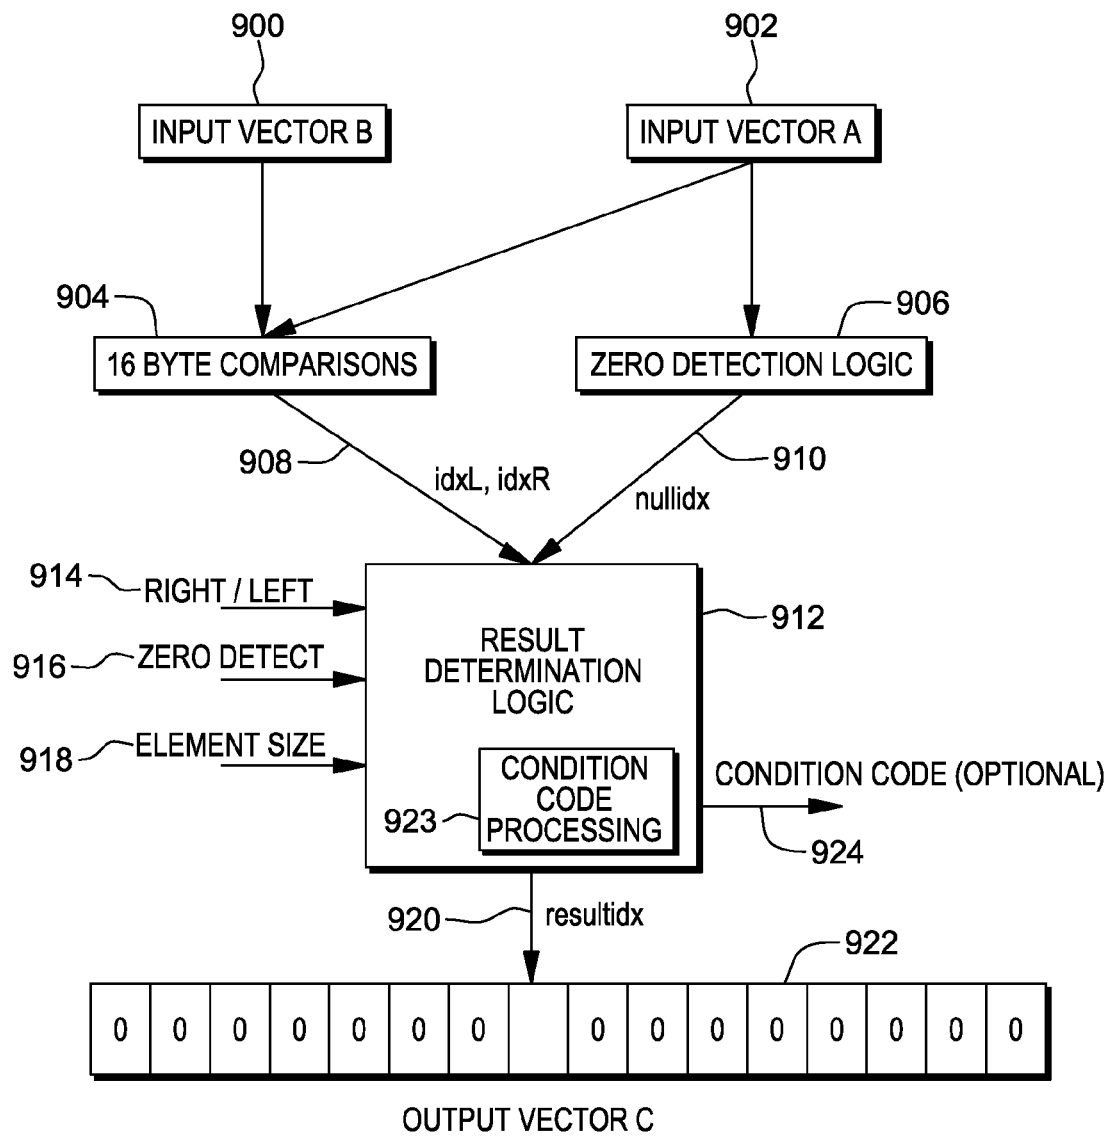 900
902
INPUT VECTOR B
INPUT VECTOR A
904
906
16 BYTE COMPARISONS
ZERO DETECTION LOGIC
908
910
idxL, idxR
nullidx
914
RIGHT / LEFT
912
916
ZERO DETECT
RESULT
DETERMINATION
LOGIC
918
ELEMENT SIZE
CONDITION
CODE
PROCESSING
923
CONDITION CODE (OPTIONAL)
924
920
resultidx
922
0 0 0 0 0 0 0 0 0 0 0 0 0 0 0
OUTPUT VECTOR C